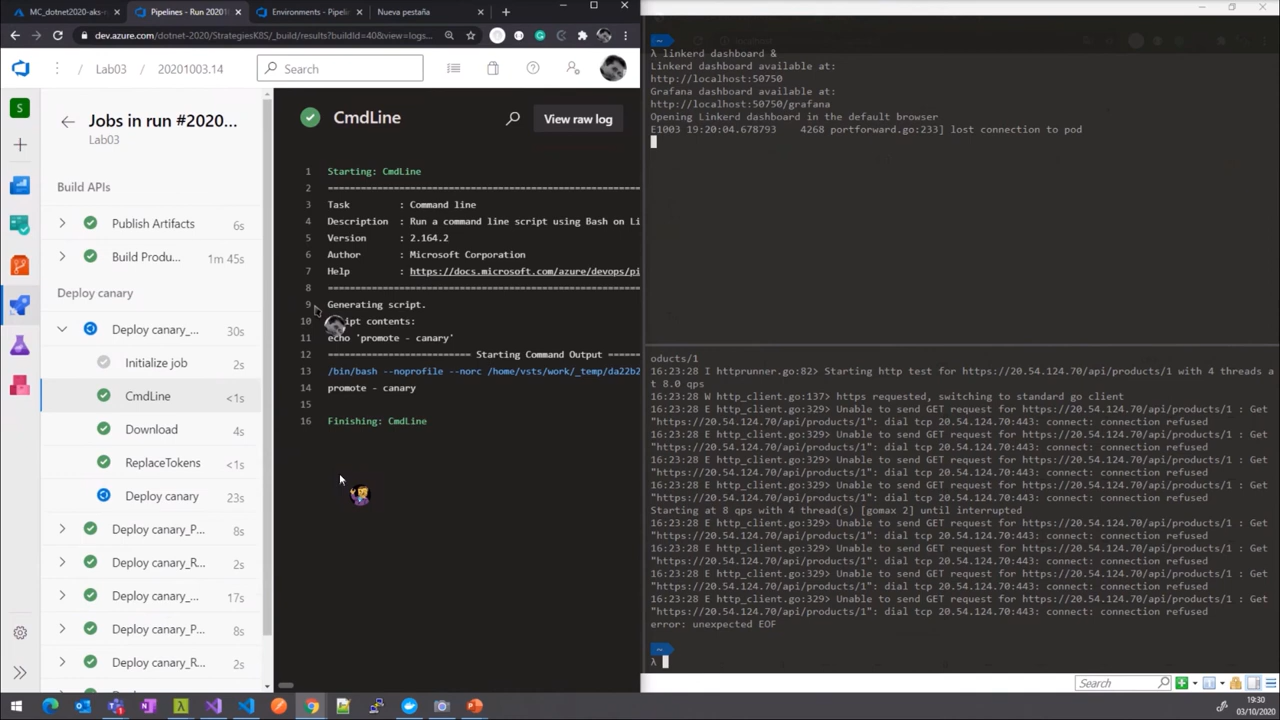 MC_dotnet2020-aks-r
Pipelines - Run 20201
Environments - Pipeline
Nueva pestaña
dev.azure.com/dotnet-2020/StrategiesK8S/_build/results?buildId=40&view=logs...
Lab03
20201003.14
Search
S
Jobs in run #2020...
Lab03
Build APIs
Publish Artifacts 6s
Build Produ... 1m 45s
Deploy canary
Deploy canary_... 30s
Initialize job 2s
CmdLine <1s
Download 4s
ReplaceTokens <1s
Deploy canary 23s
Deploy canary_P... 8s
Deploy canary_R... 2s
Deploy canary_... 17s
Deploy canary_P... 8s
Deploy canary_R... 2s
CmdLine
View raw log
1 Starting: CmdLine
2 ==============================================================================
3 Task : Command line
4 Description : Run a command line script using Bash on Li
5 Version : 2.164.2
6 Author : Microsoft Corporation
7 Help : https://docs.microsoft.com/azure/devops/pi
8 ==============================================================================
9 Generating script.
10 ipt contents:
11 echo 'promote - canary'
12 ========================== Starting Command Output ======
13 /bin/bash --noprofile --norc /home/vsts/work/_temp/da22b2
14 promote - canary
15
16 Finishing: CmdLine
~
λ linkerd dashboard &
Linkerd dashboard available at:
http://localhost:50750
Grafana dashboard available at:
http://localhost:50750/grafana
Opening Linkerd dashboard in the default browser
E1003 19:20:04.678793 4268 portforward.go:233] lost connection to pod
oducts/1
16:23:28 I httprunner.go:82> Starting http test for https://20.54.124.70/api/products/1 with 4 threads a
t 8.0 qps
16:23:28 W http_client.go:137> https requested, switching to standard go client
16:23:28 E http_client.go:329> Unable to send GET request for https://20.54.124.70/api/products/1 : Get
"https://20.54.124.70/api/products/1": dial tcp 20.54.124.70:443: connect: connection refused
16:23:28 E http_client.go:329> Unable to send GET request for https://20.54.124.70/api/products/1 : Get
"https://20.54.124.70/api/products/1": dial tcp 20.54.124.70:443: connect: connection refused
16:23:28 E http_client.go:329> Unable to send GET request for https://20.54.124.70/api/products/1 : Get
"https://20.54.124.70/api/products/1": dial tcp 20.54.124.70:443: connect: connection refused
16:23:28 E http_client.go:329> Unable to send GET request for https://20.54.124.70/api/products/1 : Get
"https://20.54.124.70/api/products/1": dial tcp 20.54.124.70:443: connect: connection refused
Starting at 8 qps with 4 thread(s) [gomax 2] until interrupted
16:23:28 E http_client.go:329> Unable to send GET request for https://20.54.124.70/api/products/1 : Get
"https://20.54.124.70/api/products/1": dial tcp 20.54.124.70:443: connect: connection refused
16:23:28 E http_client.go:329> Unable to send GET request for https://20.54.124.70/api/products/1 : Get
"https://20.54.124.70/api/products/1": dial tcp 20.54.124.70:443: connect: connection refused
16:23:28 E http_client.go:329> Unable to send GET request for https://20.54.124.70/api/products/1 : Get
"https://20.54.124.70/api/products/1": dial tcp 20.54.124.70:443: connect: connection refused
16:23:28 E http_client.go:329> Unable to send GET request for https://20.54.124.70/api/products/1 : Get
"https://20.54.124.70/api/products/1": dial tcp 20.54.124.70:443: connect: connection refused
error: unexpected EOF
~
λ
Search
19:30
03/10/2020